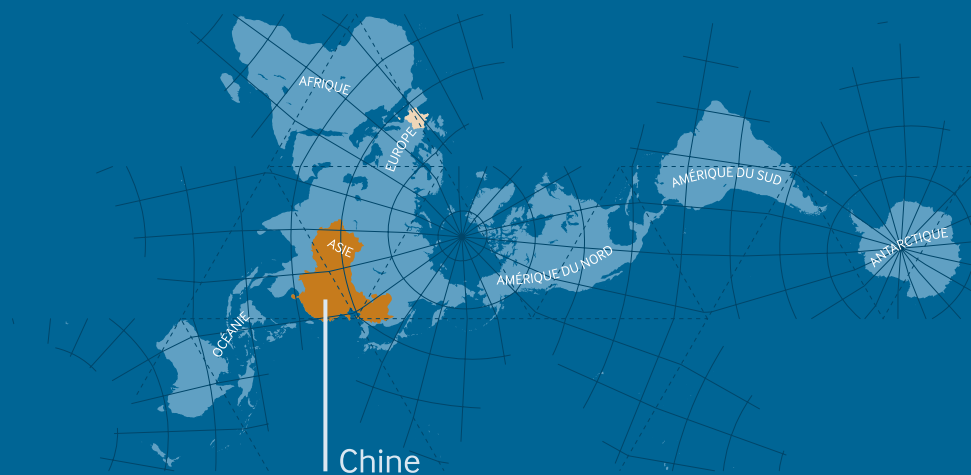 AFRIQUE
EUROPE
AMÉRIQUE DU SUD
ASIE
AMÉRIQUE DU NORD
ANTARCTIQUE
OCÉANIE
Chine